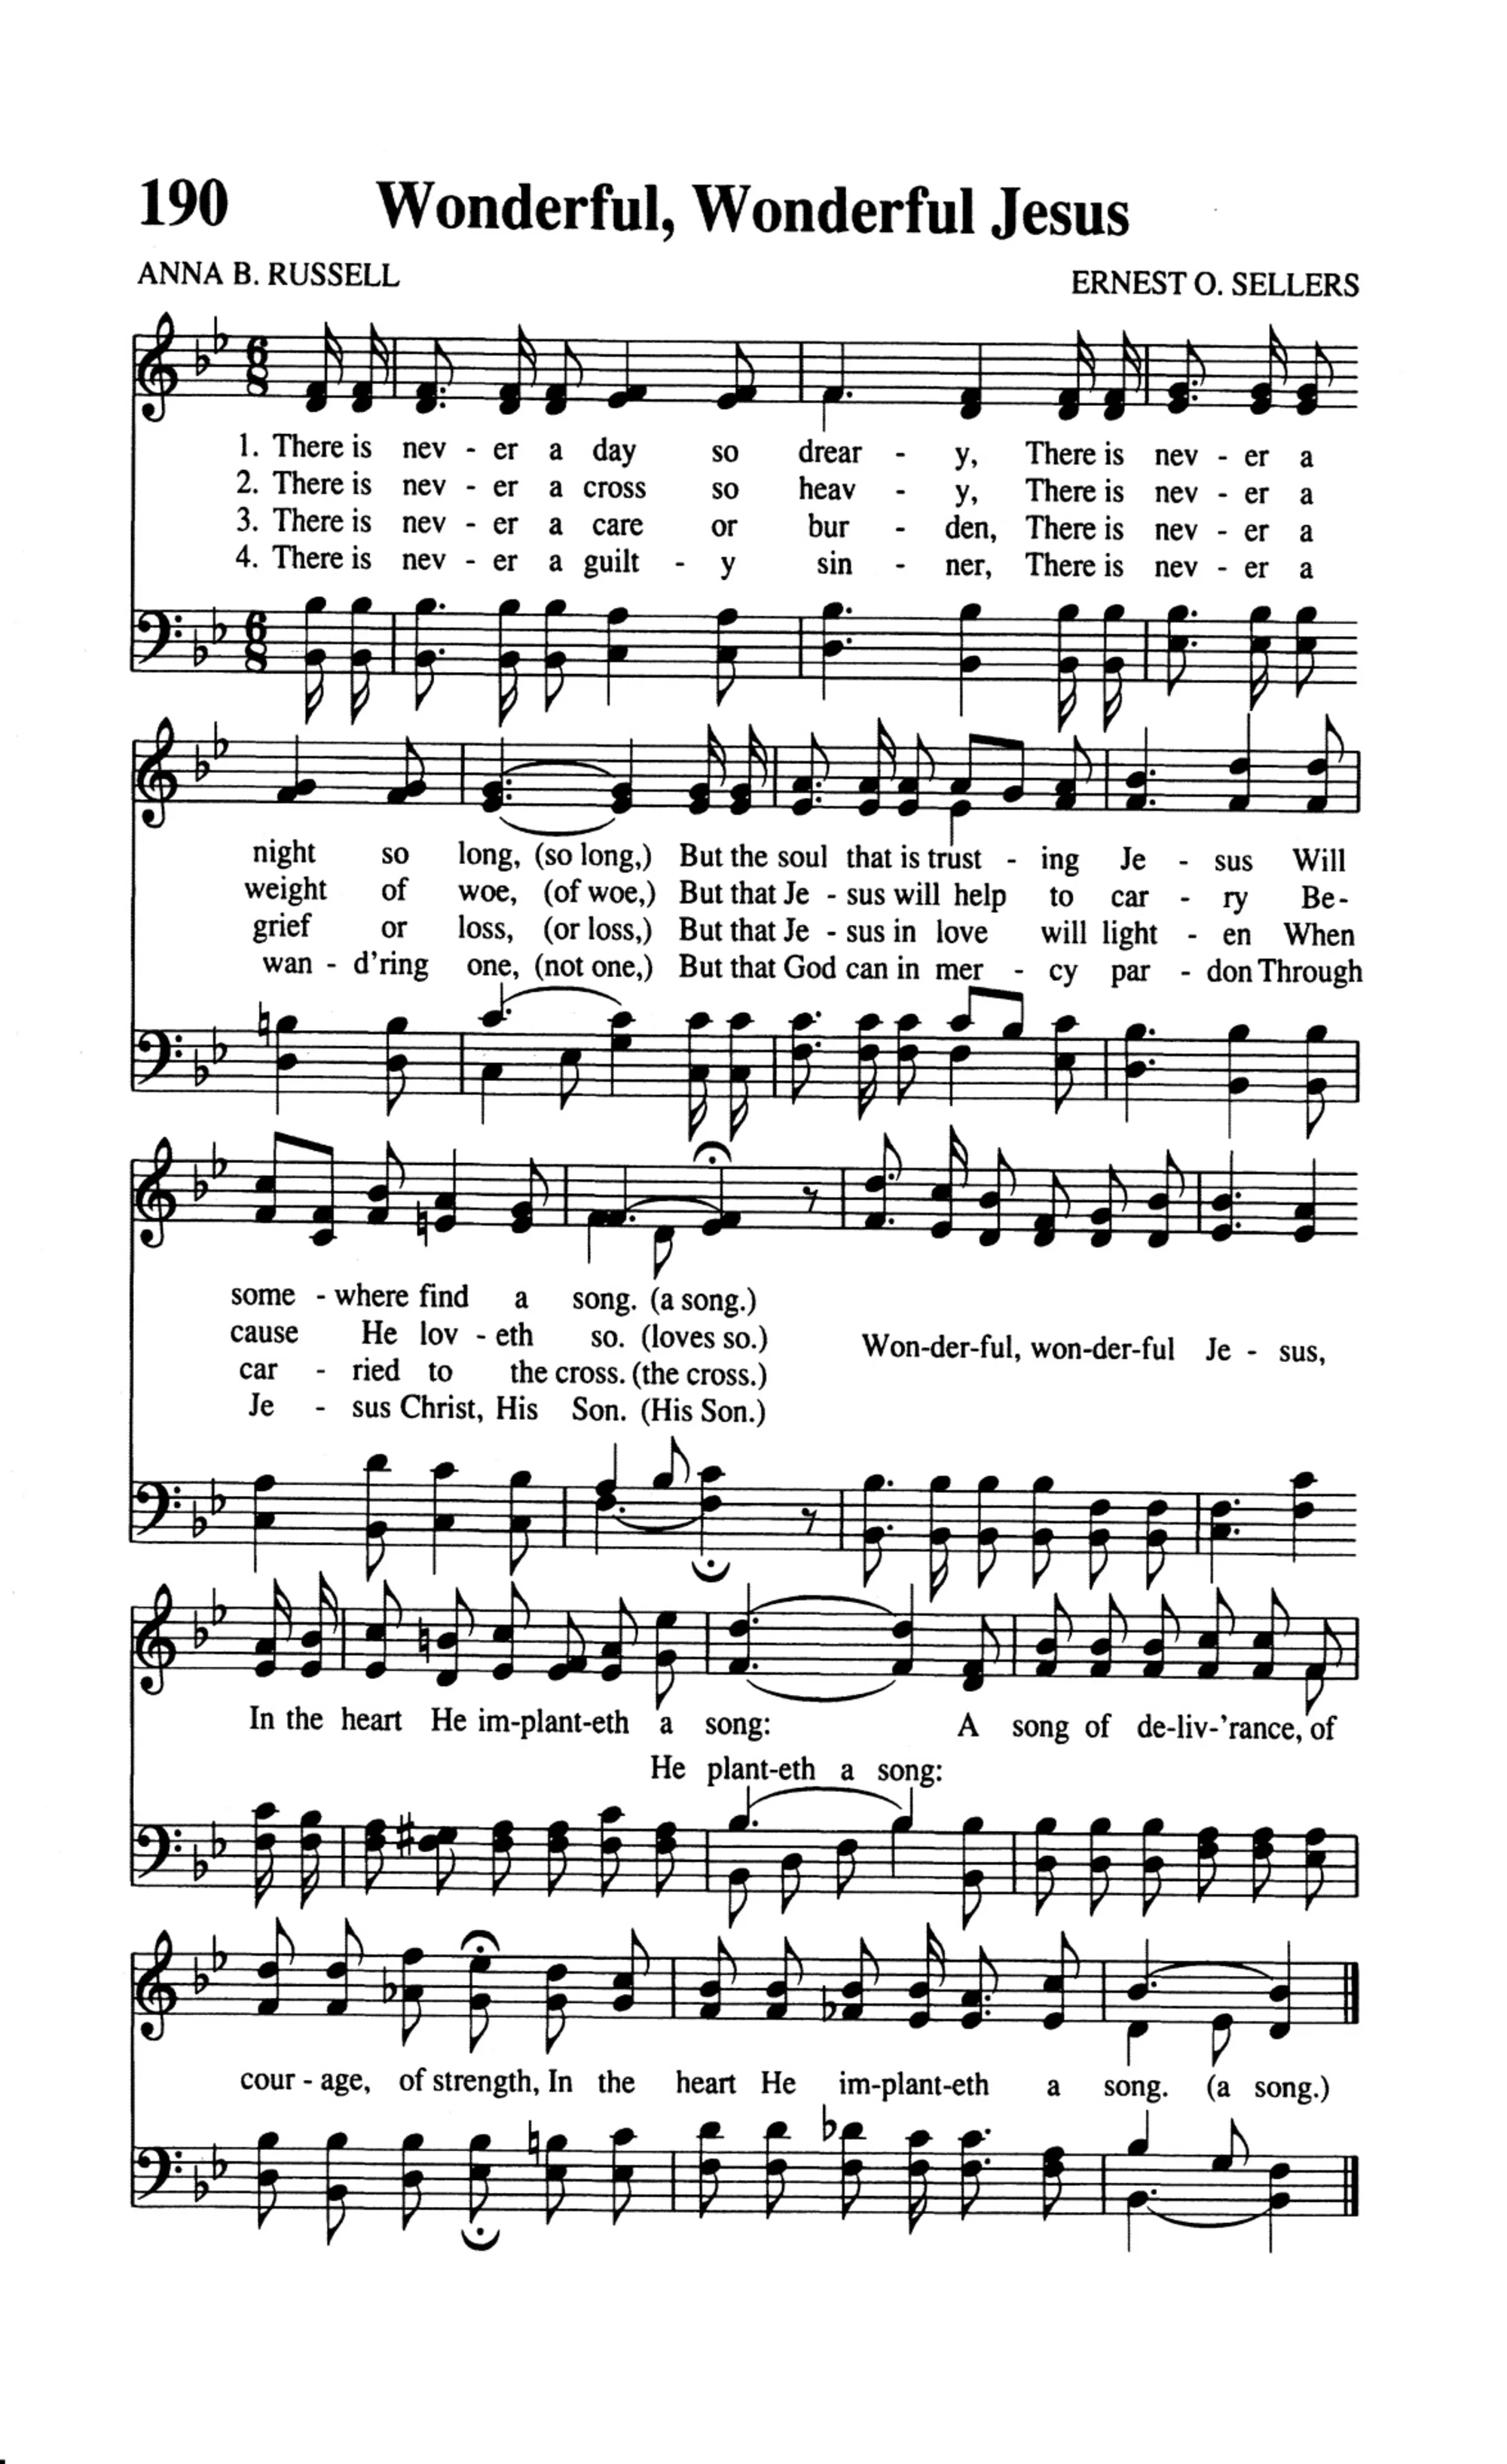 190 Wonderful, Wonderful Jesus
ANNA B. RUSSELL ERNEST O. SELLERS
6 8
1. There is nev - er a day so drear - y, There is nev - er a
2. There is nev - er a cross so heav - y, There is nev - er a
3. There is nev - er a care or bur - den, There is nev - er a
4. There is nev - er a guilt - y sin - ner, There is nev - er a
6 8
night so long, (so long,) But the soul that is trust - ing Je - sus Will
weight of woe, (of woe,) But that Je - sus will help to car - ry Be-
grief or loss, (or loss,) But that Je - sus in love will light - en When
wan - d'ring one, (not one,) But that God can in mer - cy par - don Through
some - where find a song. (a song.)
cause He lov - eth so. (loves so.) Won-der-ful, won-der-ful Je - sus,
car - ried to the cross. (the cross.)
Je - sus Christ, His Son. (His Son.)
In the heart He im-plant-eth a song: A song of de-liv-'rance, of
He plant-eth a song:
cour - age, of strength, In the heart He im-plant-eth a song. (a song.)